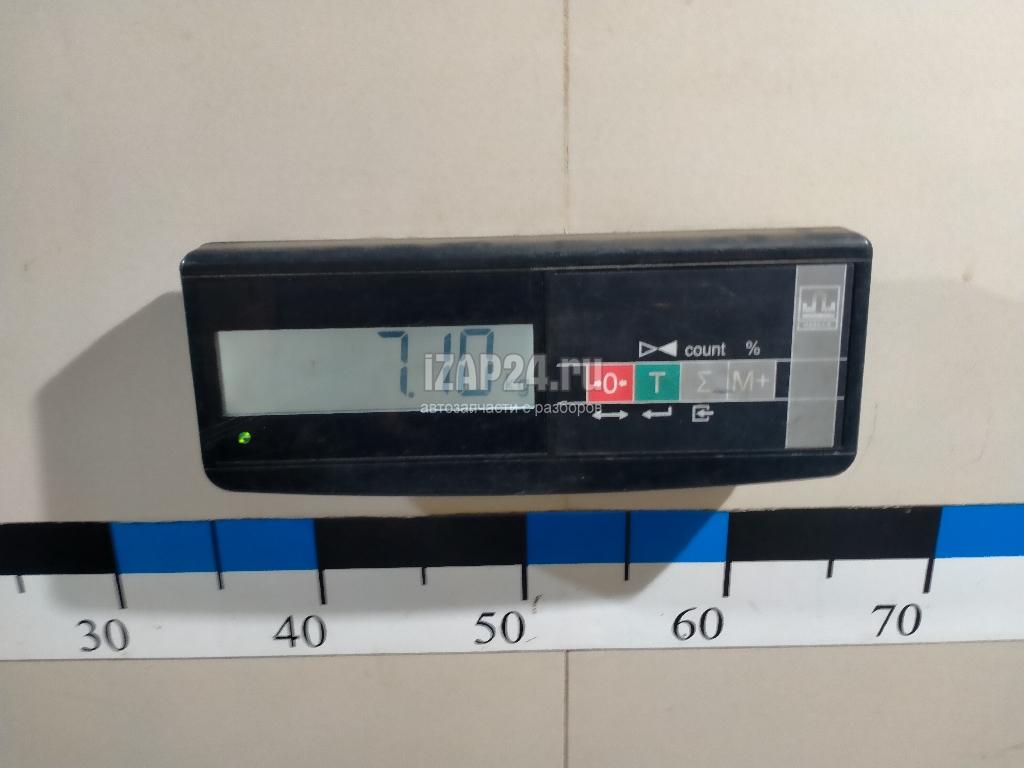 7.10
iZAP24.ru
автозапчасти с разборов
count %
0 T Σ M+
30 40 50 60 70